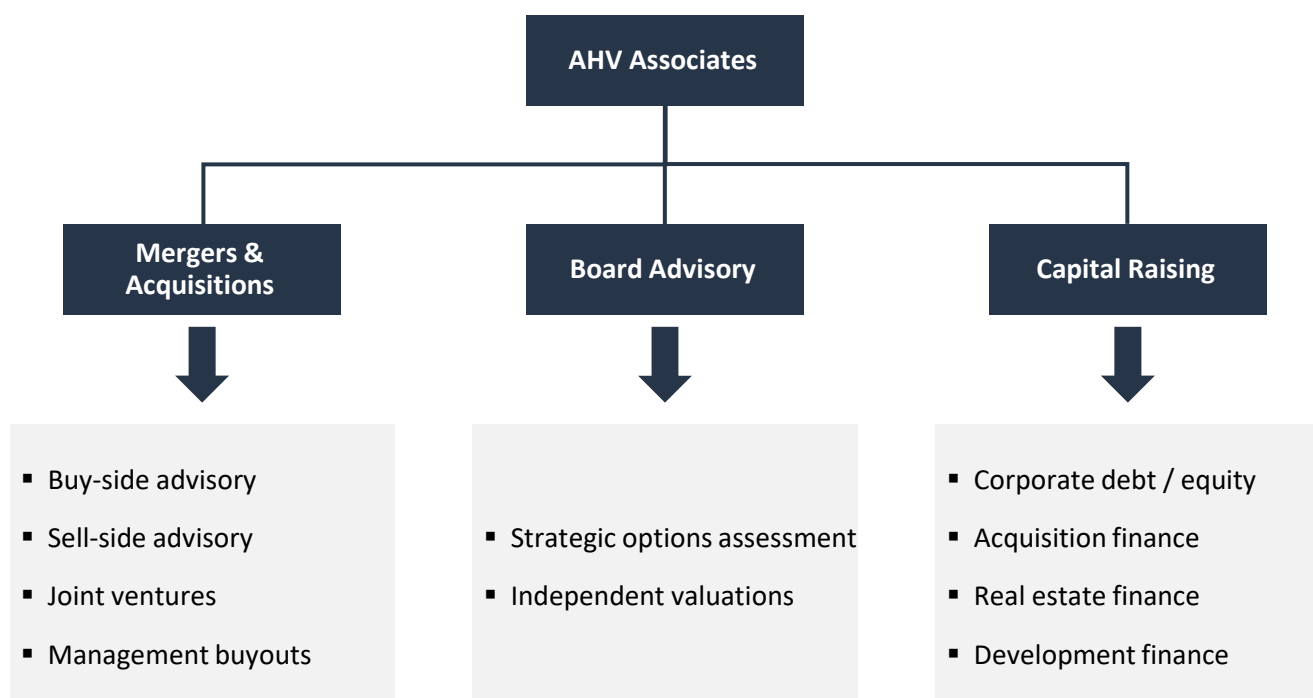 AHV Associates
Mergers &
Acquisitions
Board Advisory
Capital Raising
▪ Buy-side advisory
▪ Sell-side advisory
▪ Joint ventures
▪ Management buyouts
▪ Strategic options assessment
▪ Independent valuations
▪ Corporate debt / equity
▪ Acquisition finance
▪ Real estate finance
▪ Development finance